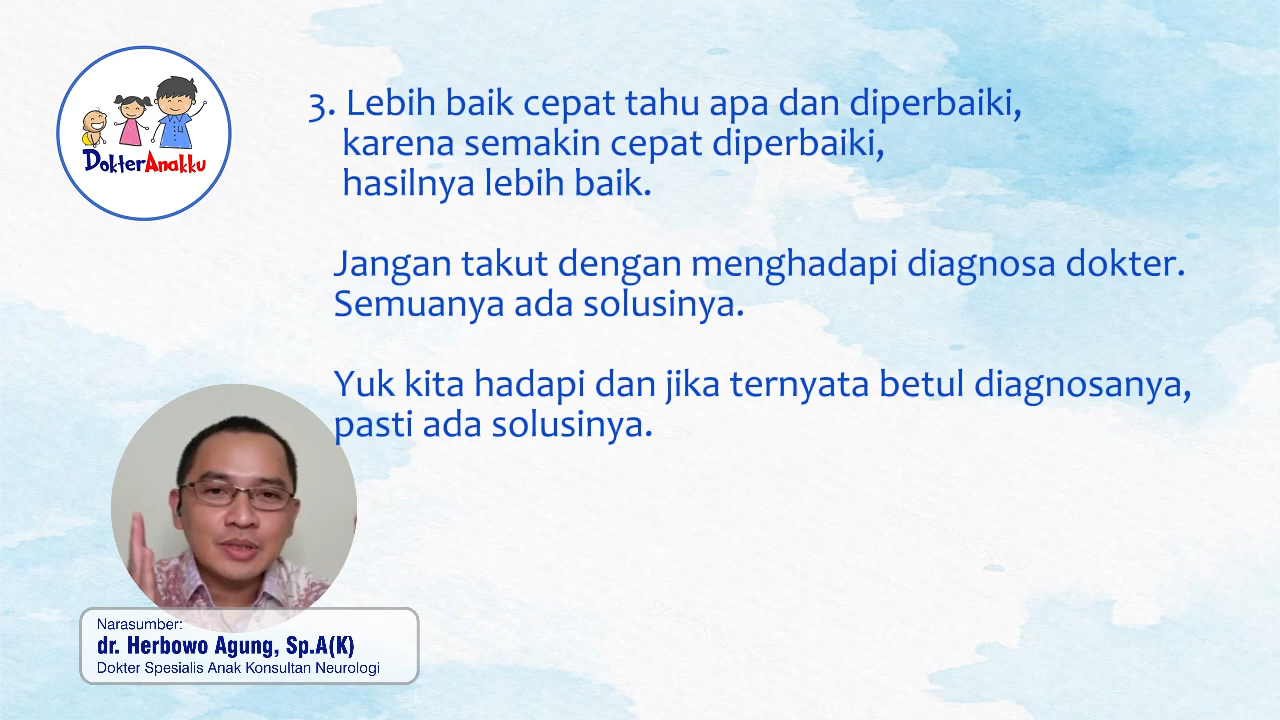 DokterAnakku
3. Lebih baik cepat tahu apa dan diperbaiki,
karena semakin cepat diperbaiki,
hasilnya lebih baik.
Jangan takut dengan menghadapi diagnosa dokter.
Semuanya ada solusinya.
Yuk kita hadapi dan jika ternyata betul diagnosanya,
pasti ada solusinya.
Narasumber:
dr. Herbowo Agung, Sp.A(K)
Dokter Spesialis Anak Konsultan Neurologi